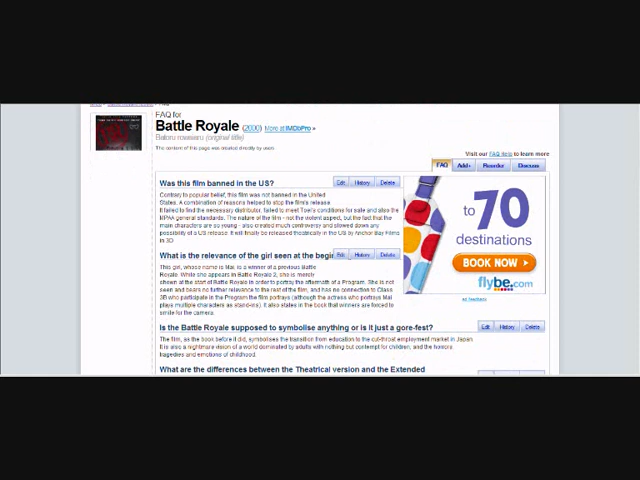 FAQ for
Battle Royale (2000) More at IMDbPro »
Batoru rowaiaru (original title)
The content of this page was created directly by users
Visit our FAQ Help to learn more
FAQ Add+ Reorder Discuss
Was this film banned in the US? Edit History Delete
Contrary to popular belief, this film was not banned in the United
States. A combination of reasons helped to stop the film's release
It failed to find the necessary distributor, failed to meet Toei's conditions for sale and also the
MPAA general standards. The nature of the film - not the violent aspect, but the fact that the
main characters are so young - also created much controversy and slowed down any
possibility of a US release. It will finally be released theatrically in the US by Anchor Bay Films
in 3D
What is the relevance of the girl seen at the begin Edit History Delete
This girl, whose name is Mai, is a winner of a previous Battle
Royale. While she appears in Battle Royale 2, she is merely
shown at the start of Battle Royale in order to portray the aftermath of a Program. She is not
seen and bears no further relevance to the rest of the film, and has no connection to Class
3B who participate in the Program the film portrays (although the actress who portrays Mai
plays multiple characters as stand-ins). It also states in the book that winners are forced to
smile for the camera.
to 70
destinations
BOOK NOW
flybe.com
ad feedback
Is the Battle Royale supposed to symbolise anything or is it just a gore-fest? Edit History Delete
The film, as the book before it did, symbolises the transition from education to the cut-throat employment market in Japan
It is also a nightmare vision of a world dominated by adults with nothing but contempt for children, and the horrors
tragedies and emotions of childhood.
What are the differences between the Theatrical version and the Extended